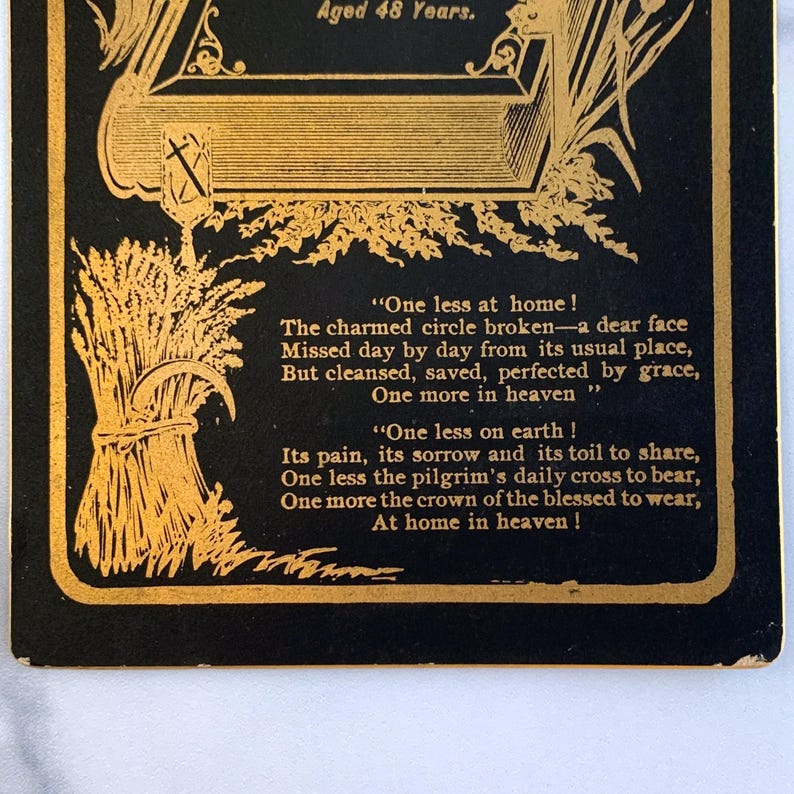 Aged 48 Years.
“One less at home!
The charmed circle broken—a dear face
Missed day by day from its usual place,
But cleansed, saved, perfected by grace,
One more in heaven ”
“One less on earth!
Its pain, its sorrow and its toil to share,
One less the pilgrim's daily cross to bear,
One more the crown of the blessed to wear,
At home in heaven!